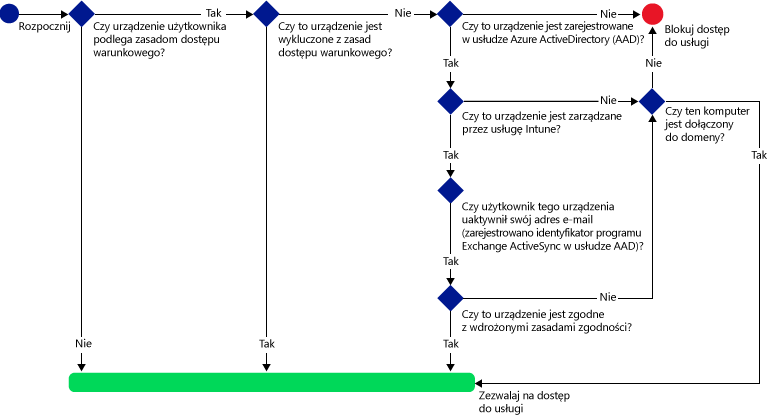 Rozpocznij
Czy urządzenie użytkownika
podlega zasadom dostępu
warunkowego?
Tak
Czy to urządzenie jest
wykluczone z zasad
dostępu warunkowego?
Nie
Czy to urządzenie jest zarejestrowane
w usłudze Azure ActiveDirectory (AAD)?
Nie
Blokuj dostęp
do usługi
Tak
Nie
Czy to urządzenie jest zarządzane
przez usługę Intune?
Nie
Czy ten komputer
jest dołączony
do domeny?
Tak
Tak
Czy użytkownik tego urządzenia
uaktywnił swój adres e-mail
(zarejestrowano identyfikator programu
Exchange ActiveSync w usłudze AAD)?
Tak
Czy to urządzenie jest zgodne
z wdrożonymi zasadami zgodności?
Nie
Nie
Tak
Tak
Zezwalaj na dostęp
do usługi